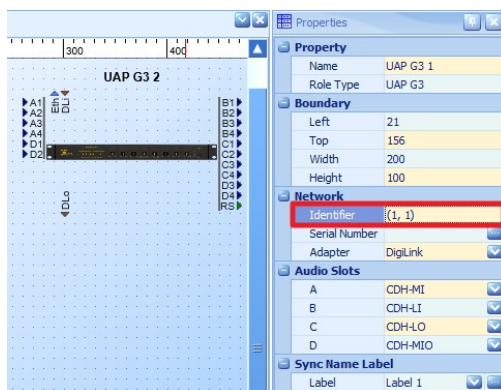 300
400
UAP G3 2
Eth
DLi
A1
A2
A3
A4
D1
D2
B1
B2
B3
B4
C1
C2
C3
C4
D3
D4
RS
DLo
Properties
Property
Name UAP G3 1
Role Type UAP G3
Boundary
Left 21
Top 156
Width 200
Height 100
Network
Identifier (1, 1)
Serial Number
Adapter DigiLink
Audio Slots
A CDH-MI
B CDH-LI
C CDH-LO
D CDH-MIO
Sync Name Label
Label Label 1